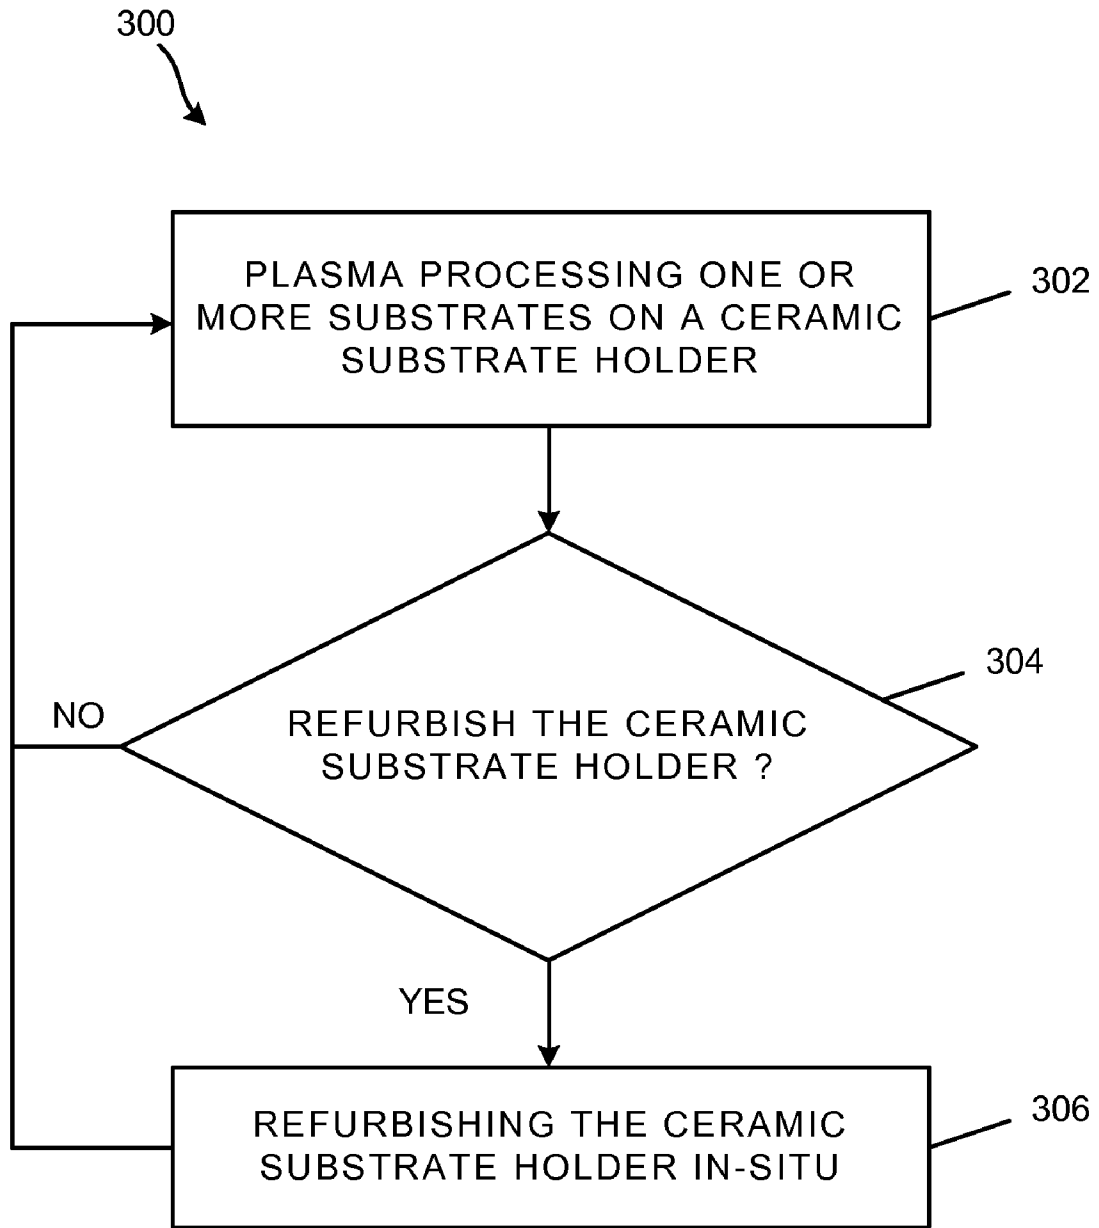 300
PLASMA PROCESSING ONE OR
MORE SUBSTRATES ON A CERAMIC
SUBSTRATE HOLDER
302
304
NO
REFURBISH THE CERAMIC
SUBSTRATE HOLDER ?
YES
REFURBISHING THE CERAMIC
SUBSTRATE HOLDER IN-SITU
306